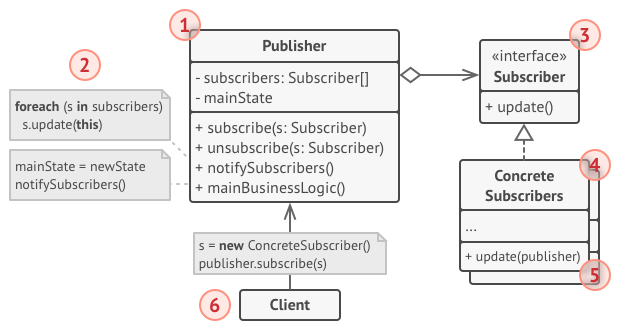 1
Publisher
- subscribers: Subscriber[]
- mainState
+ subscribe(s: Subscriber)
+ unsubscribe(s: Subscriber)
+ notifySubscribers()
+ mainBusinessLogic()
2
foreach (s in subscribers)
s.update(this)
mainState = newState
notifySubscribers()
3
«interface»
Subscriber
+ update()
4
Concrete
Subscribers
...
+ update(publisher)
5
s = new ConcreteSubscriber()
publisher.subscribe(s)
6
Client